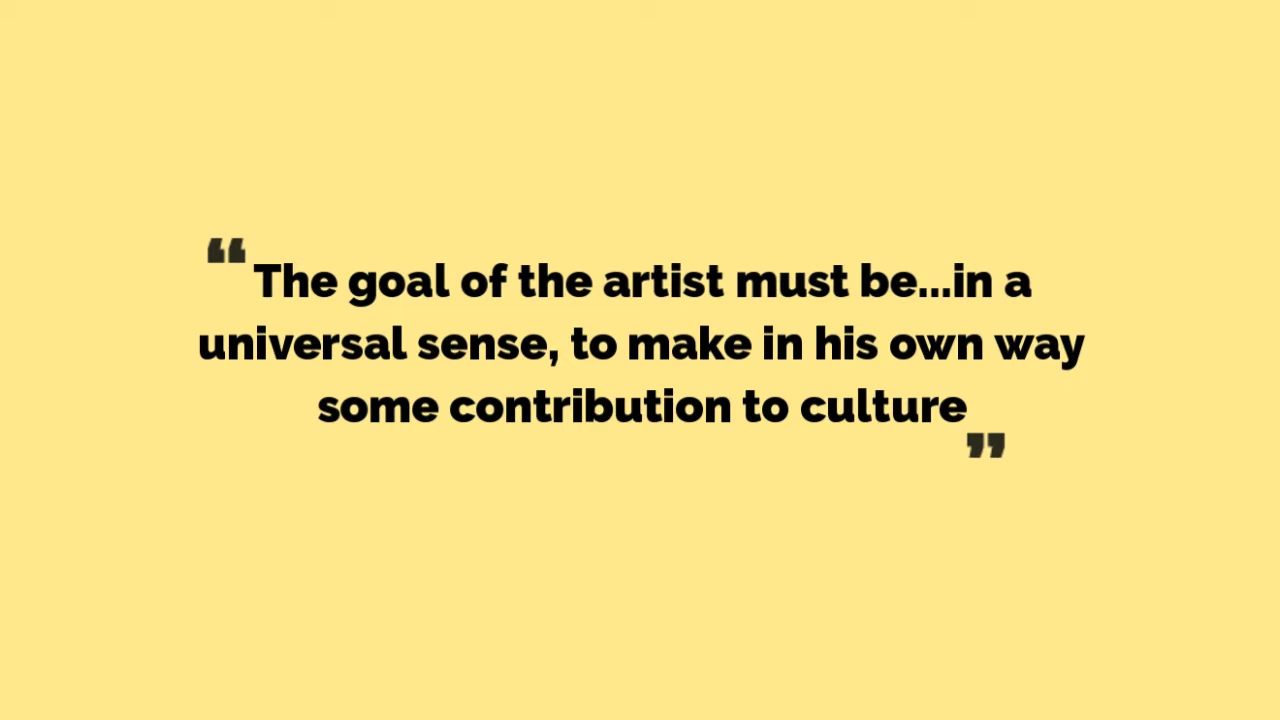 “The goal of the artist must be...in a
universal sense, to make in his own way
some contribution to culture”